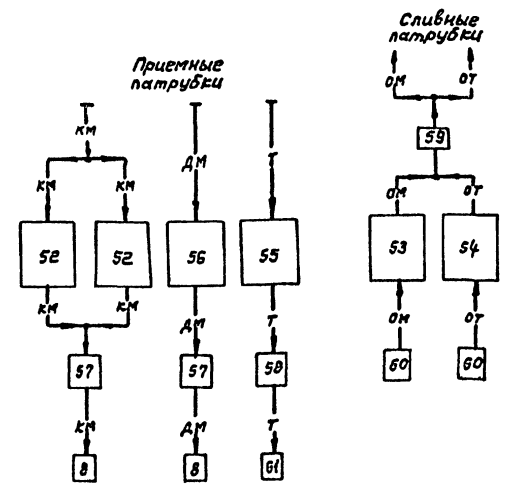 Сливные
патрубки
Приемные
патрубки
ом от
км дм т
59
км км ом от
52 52 56 55 53 54
км км дм т ом от
57 57 58 60 60
км дм т
8 8 61